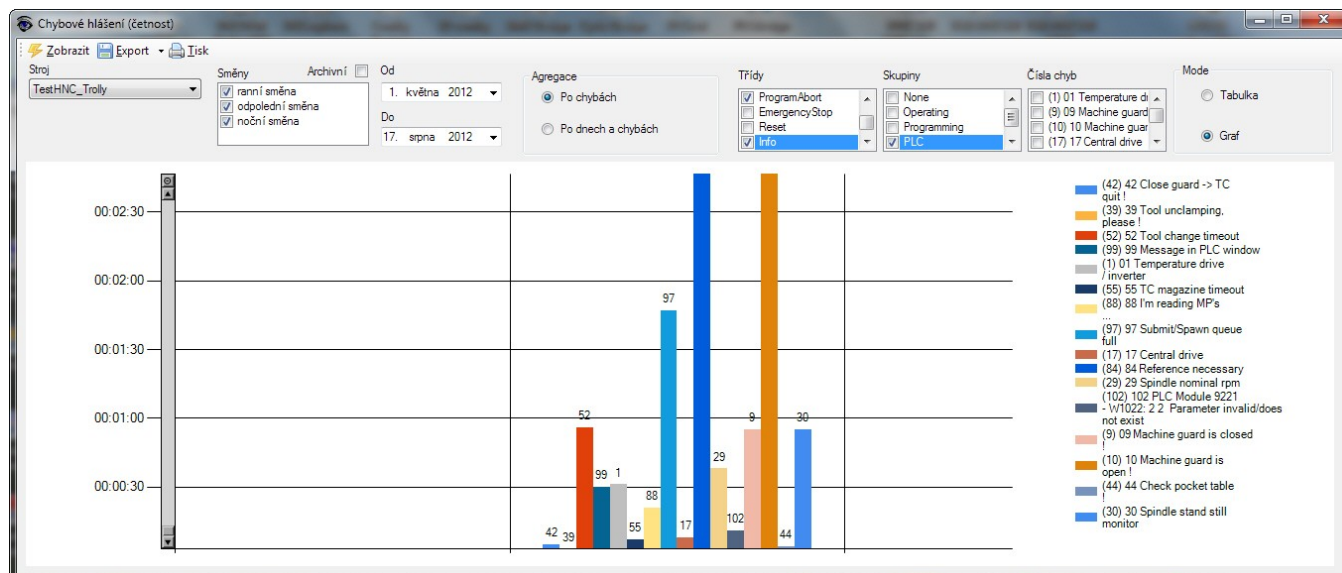 Chybové hlášení (četnost)
Zobrazit Export Tisk
Stroj
TestHNC_Trolly
Směny
Archivní
ranní směna
odpolední směna
noční směna
Od
1. května 2012
Do
17. srpna 2012
Agregace
Po chybách
Po dnech a chybách
Třídy
ProgramAbort
EmergencyStop
Reset
Info
Skupiny
None
Operating
Programming
PLC
Čísla chyb
(1) 01 Temperature di
(9) 09 Machine guard
(10) 10 Machine guar
(17) 17 Central drive
Mode
Tabulka
Graf
00:02:30
00:02:00
00:01:30
00:01:00
00:00:30
42
39
52
99
1
55
88
97
17
29
102
9
44
30
(42) 42 Close guard -> TC
quit !
(39) 39 Tool unclamping,
please !
(52) 52 Tool change timeout
(99) 99 Message in PLC window
(1) 01 Temperature drive
/ inverter
(55) 55 TC magazine timeout
(88) 88 I'm reading MP's
...
(97) 97 Submit/Spawn queue
full
(17) 17 Central drive
(84) 84 Reference necessary
(29) 29 Spindle nominal rpm
(102) 102 PLC Module 9221
- W1022: 2 2 Parameter invalid/does
not exist
(9) 09 Machine guard is closed
!
(10) 10 Machine guard is
open !
(44) 44 Check pocket table
!
(30) 30 Spindle stand still
monitor